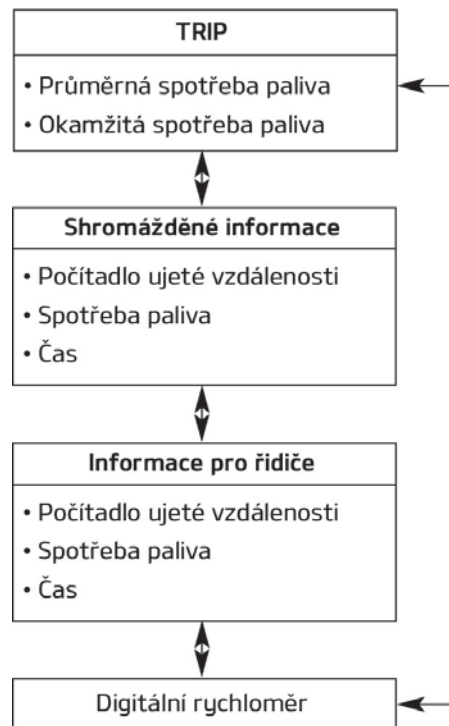 TRIP
• Průměrná spotřeba paliva
• Okamžitá spotřeba paliva
Shromážděné informace
• Počítadlo ujeté vzdálenosti
• Spotřeba paliva
• Čas
Informace pro řidiče
• Počítadlo ujeté vzdálenosti
• Spotřeba paliva
• Čas
Digitální rychloměr